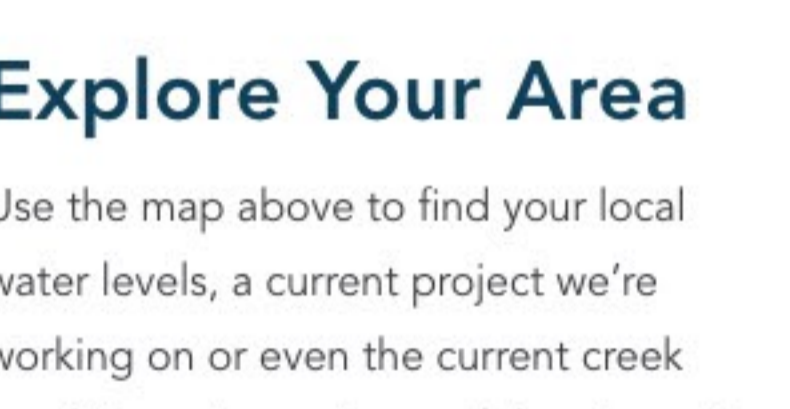 Explore Your Area
Use the map above to find your local
water levels, a current project we’re
working on or even the current creek